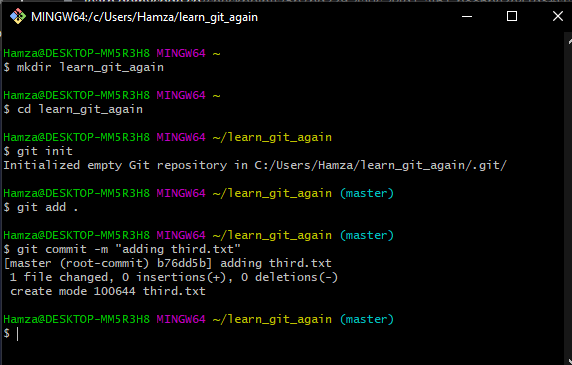 MINGW64:/c/Users/Hamza/learn_git_again
Hamza@DESKTOP-MM5R3H8 MINGW64 ~
$ mkdir learn_git_again
Hamza@DESKTOP-MM5R3H8 MINGW64 ~
$ cd learn_git_again
Hamza@DESKTOP-MM5R3H8 MINGW64 ~/learn_git_again
$ git init
Initialized empty Git repository in C:/Users/Hamza/learn_git_again/.git/
Hamza@DESKTOP-MM5R3H8 MINGW64 ~/learn_git_again (master)
$ git add .
Hamza@DESKTOP-MM5R3H8 MINGW64 ~/learn_git_again (master)
$ git commit -m "adding third.txt"
[master (root-commit) b76dd5b] adding third.txt
 1 file changed, 0 insertions(+), 0 deletions(-)
 create mode 100644 third.txt
Hamza@DESKTOP-MM5R3H8 MINGW64 ~/learn_git_again (master)
$